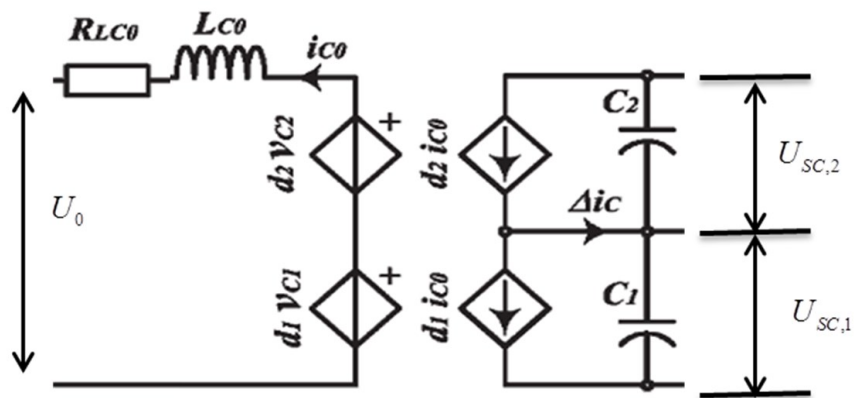 RLC0
LC0
iC0
U0
d2 vC2
+
d2 iC0
C2
USC,2
ΔiC
d1 vC1
+
d1 iC0
C1
USC,1